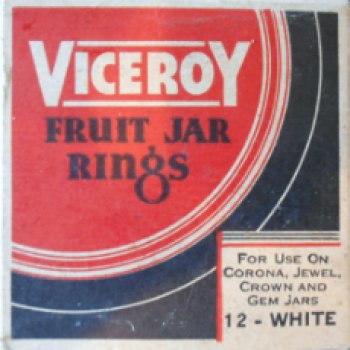 VICEROY
FRUIT JAR
RINGS
FOR USE ON
CORONA, JEWEL,
CROWN AND
GEM JARS
12 - WHITE